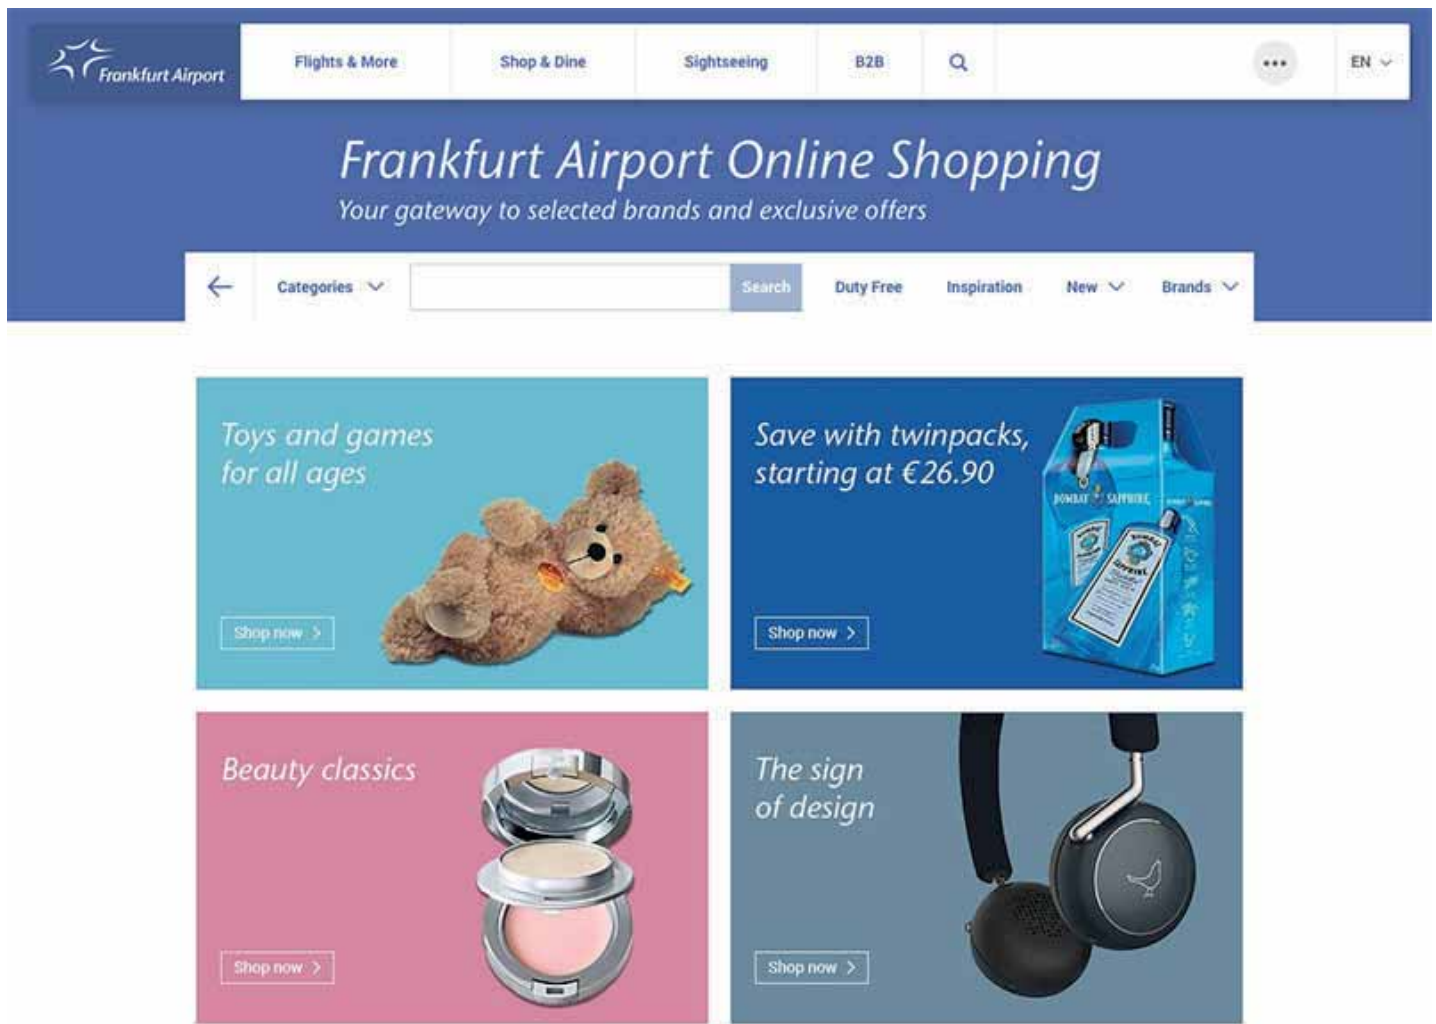 Frankfurt Airport
Flights & More
Shop & Dine
Sightseeing
B2B
EN
Frankfurt Airport Online Shopping
Your gateway to selected brands and exclusive offers
Categories
Search
Duty Free
Inspiration
New
Brands
Toys and games
for all ages
Shop now
Save with twinpacks,
starting at €26.90
BOMBAY SAPPHIRE
BOMBAY
SAPPHIRE
Shop now
Beauty classics
Shop now
The sign
of design
Shop now